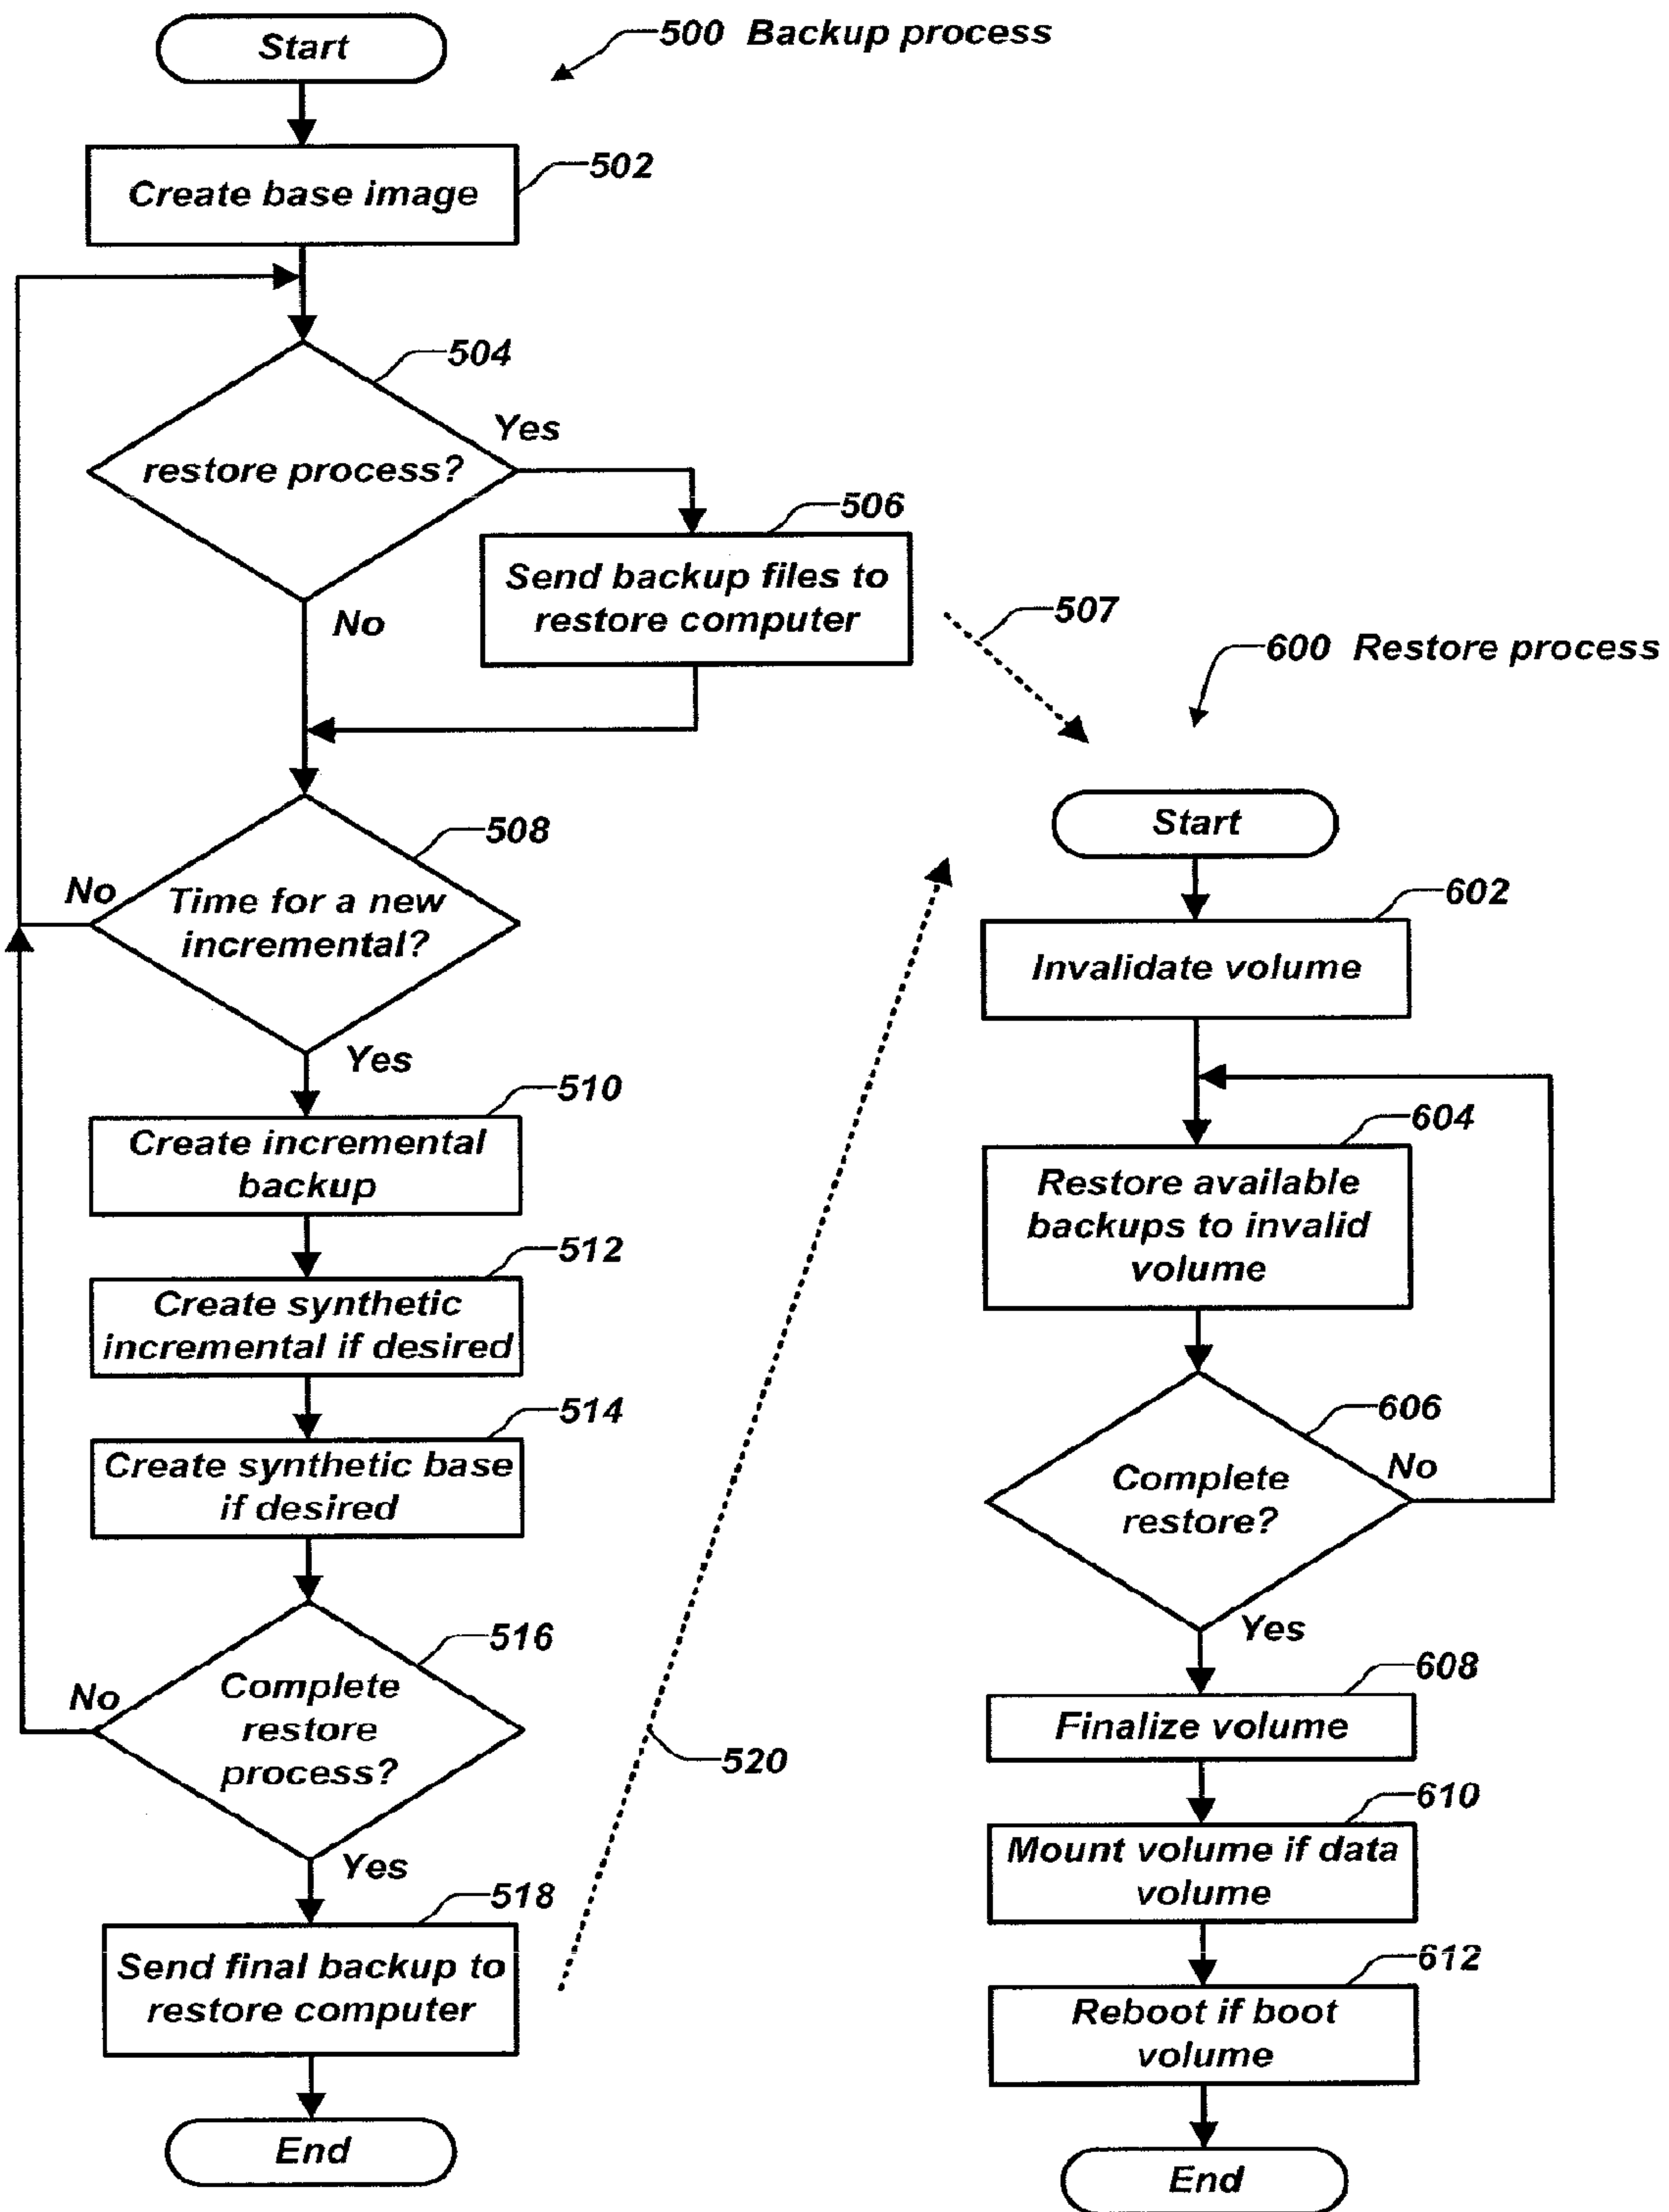 Start
500 Backup process
502
Create base image
504
Yes
restore process?
506
Send backup files to
restore computer
No
507
600 Restore process
508
No
Time for a new
incremental?
Yes
510
Create incremental
backup
512
Create synthetic
incremental if desired
514
Create synthetic base
if desired
516
No
Complete
restore
process?
Yes
518
Send final backup to
restore computer
End
520
Start
602
Invalidate volume
604
Restore available
backups to invalid
volume
606
Complete
restore?
No
Yes
608
Finalize volume
610
Mount volume if data
volume
612
Reboot if boot
volume
End